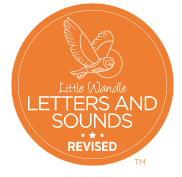 Little Wandle
LETTERS AND
SOUNDS
REVISED
TM